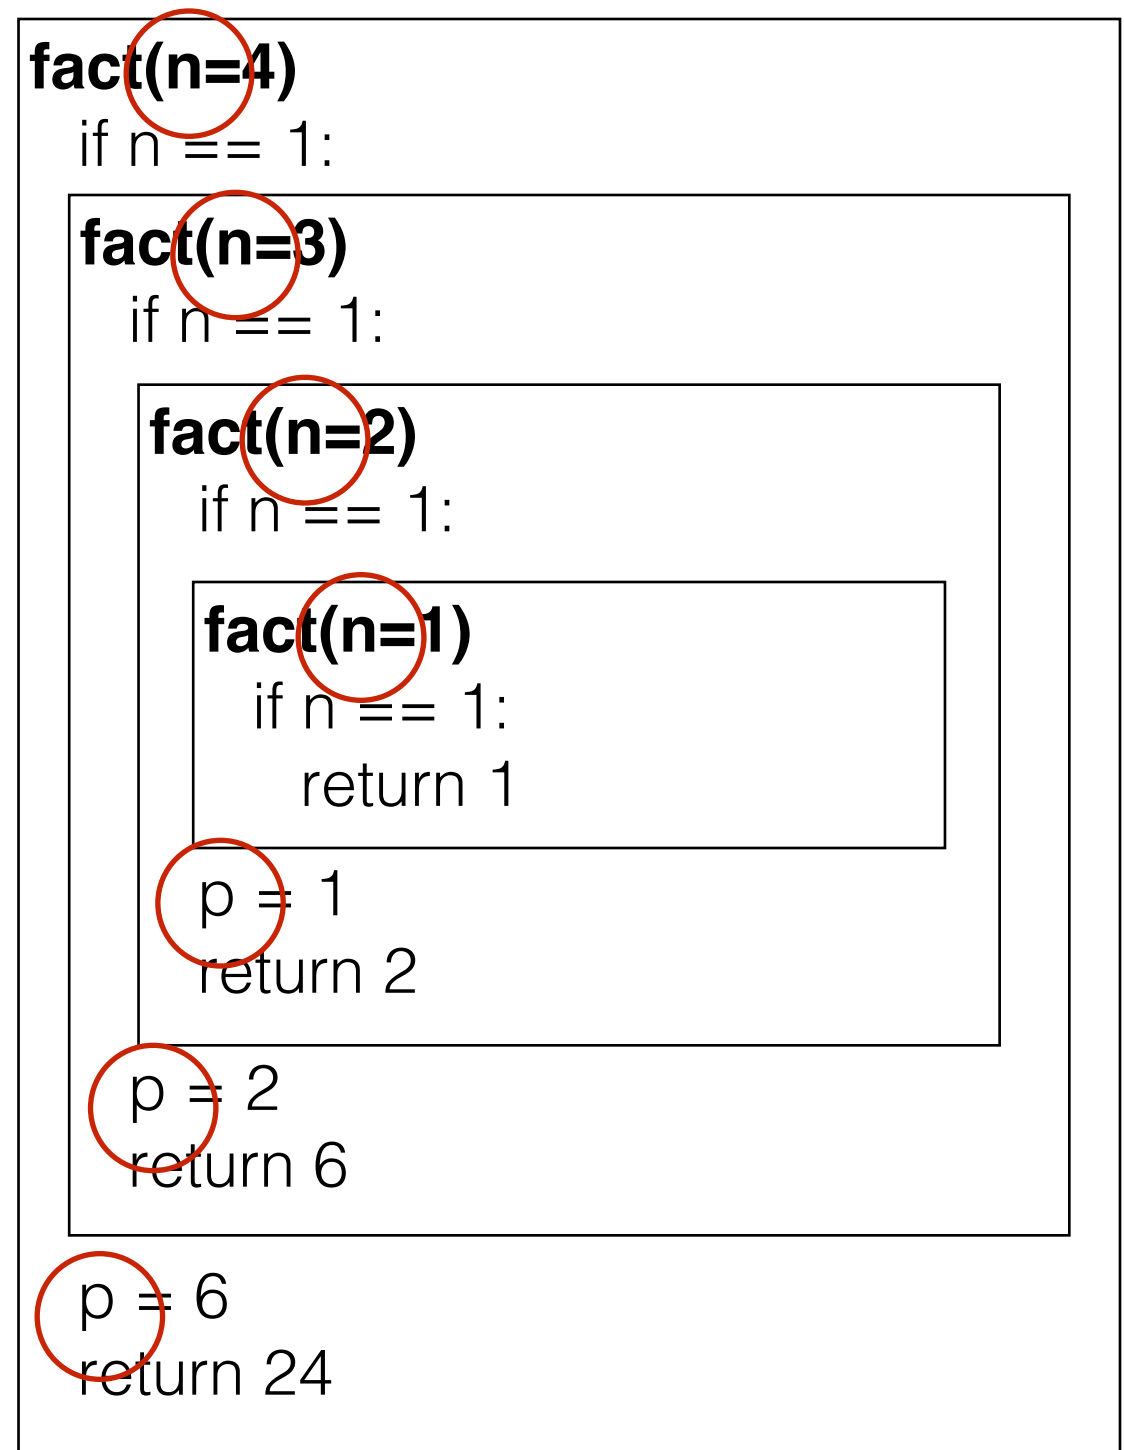 fact(n=4)
if n == 1:
fact(n=3)
if n == 1:
fact(n=2)
if n == 1:
fact(n=1)
if n == 1:
return 1
p = 1
return 2
p = 2
return 6
p = 6
return 24